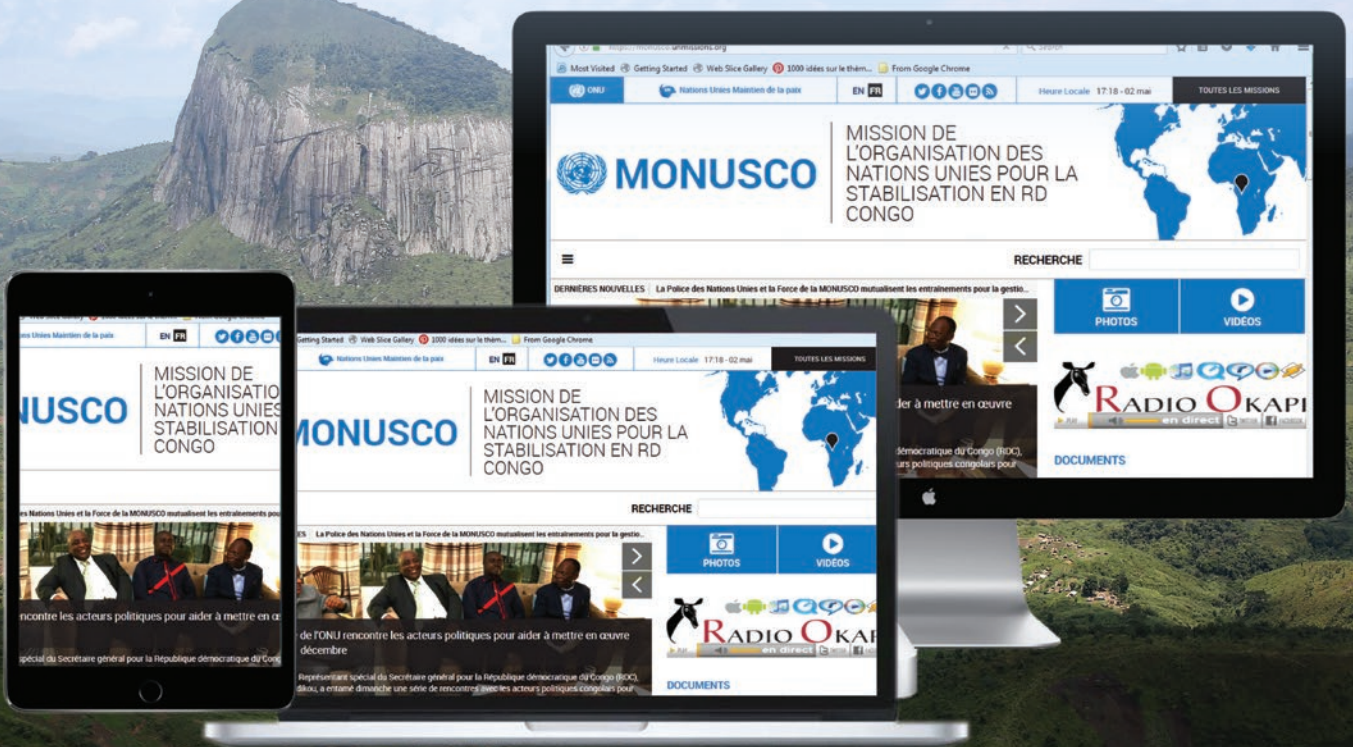 unmissions.org
Search
Most Visited Getting Started Web Slice Gallery 1000 idées sur le thèm... From Google Chrome
ONU Nations Unies Maintien de la paix EN FR Heure Locale 17:18 - 02 mai TOUTES LES MISSIONS
MONUSCO
MISSION DE
L'ORGANISATION DES
NATIONS UNIES POUR LA
STABILISATION EN RD
CONGO
RECHERCHE
DERNIÈRES NOUVELLES La Police des Nations Unies et la Force de la MONUSCO mutualisent les entraînements pour la gestio...
PHOTOS VIDÉOS
der à mettre en œuvre
démocratique du Congo (RDC),
urs politiques congolais pour
RADIO OKAPI
en direct
DOCUMENTS
ns Unies Maintien de la paix EN FR
NUSCO
MISSION DE
L'ORGANISATIO
NATIONS UNIES
STABILISATION
CONGO
es Nations Unies et la Force de la MONUSCO mutualisent les entraînements pou
encontre les acteurs politiques pour aider à mettre en œ
spécial du Secrétaire général pour la République démocratique du Cong
Getting Started Web Slice Gallery 1000 idées sur le thèm... From Google Chrome
Nations Unies Maintien de la paix EN FR Heure Locale 17:18 - 02 mai TOUTES LES MISSIONS
MONUSCO
MISSION DE
L'ORGANISATION DES
NATIONS UNIES POUR LA
STABILISATION EN RD
CONGO
RECHERCHE
ES La Police des Nations Unies et la Force de la MONUSCO mutualisent les entraînements pour la gestio...
PHOTOS VIDÉOS
de l'ONU rencontre les acteurs politiques pour aider à mettre en œuvre
décembre
Représentant spécial du Secrétaire général pour la République démocratique du Congo (RDC),
dikou, a entamé dimanche une série de rencontres avec les acteurs politiques congolais pour
RADIO OKAPI
en direct
DOCUMENTS